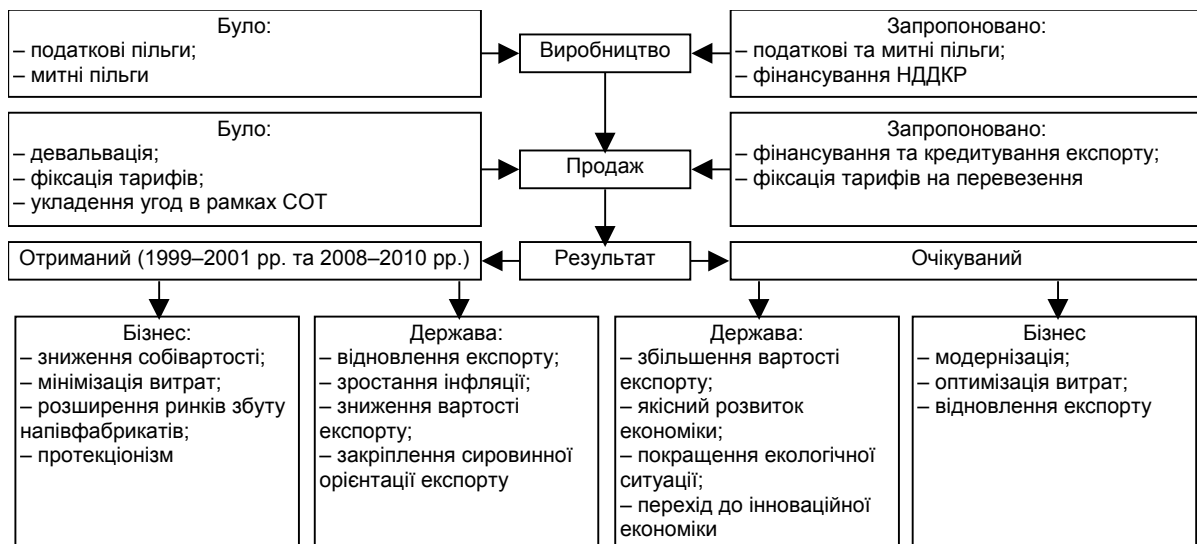 Було:
– податкові пільги;
– митні пільги
Виробництво
Запропоновано:
– податкові та митні пільги;
– фінансування НДДКР
Було:
– девальвація;
– фіксація тарифів;
– укладення угод в рамках СОТ
Продаж
Запропоновано:
– фінансування та кредитування експорту;
– фіксація тарифів на перевезення
Отриманий (1999–2001 рр. та 2008–2010 рр.)
Результат
Очікуваний
Бізнес:
– зниження собівартості;
– мінімізація витрат;
– розширення ринків збуту
напівфабрикатів;
– протекціонізм
Держава:
– відновлення експорту;
– зростання інфляції;
– зниження вартості
експорту;
– закріплення сировинної
орієнтації експорту
Держава:
– збільшення вартості
експорту;
– якісний розвиток
економіки;
– покращення екологічної
ситуації;
– перехід до інноваційної
економіки
Бізнес
– модернізація;
– оптимізація витрат;
– відновлення експорту